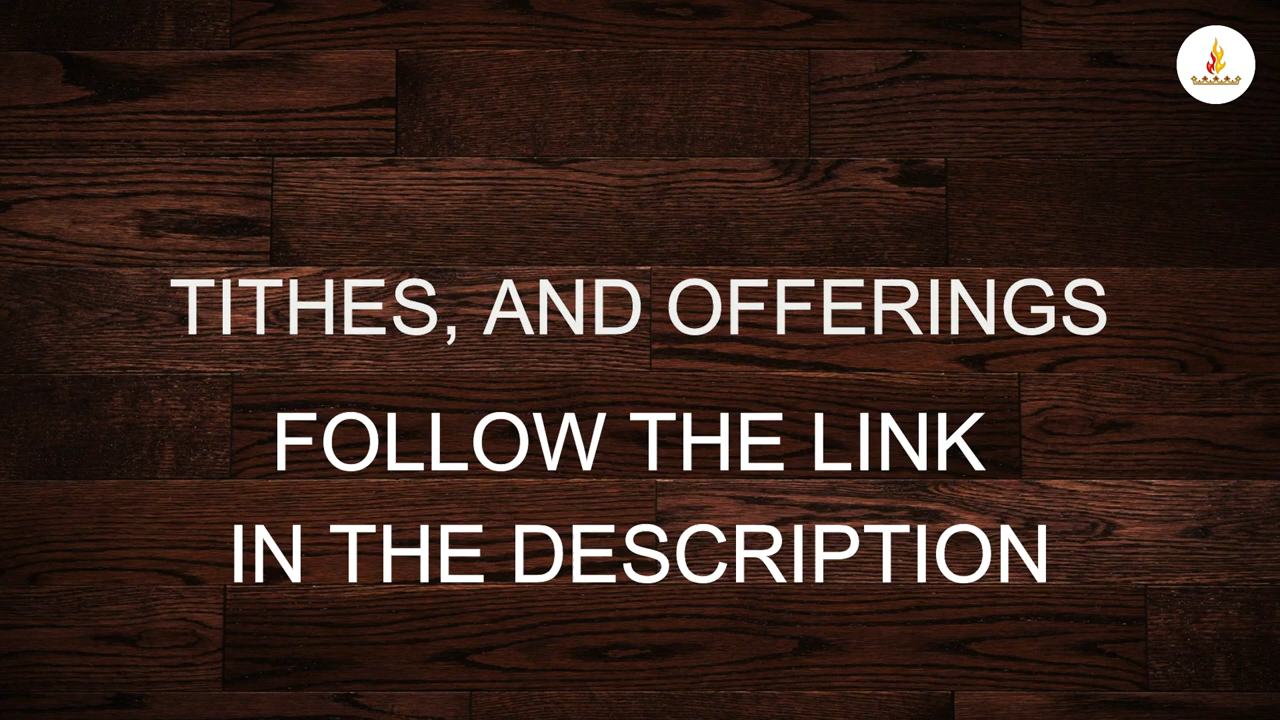 TITHES, AND OFFERINGS
FOLLOW THE LINK
IN THE DESCRIPTION